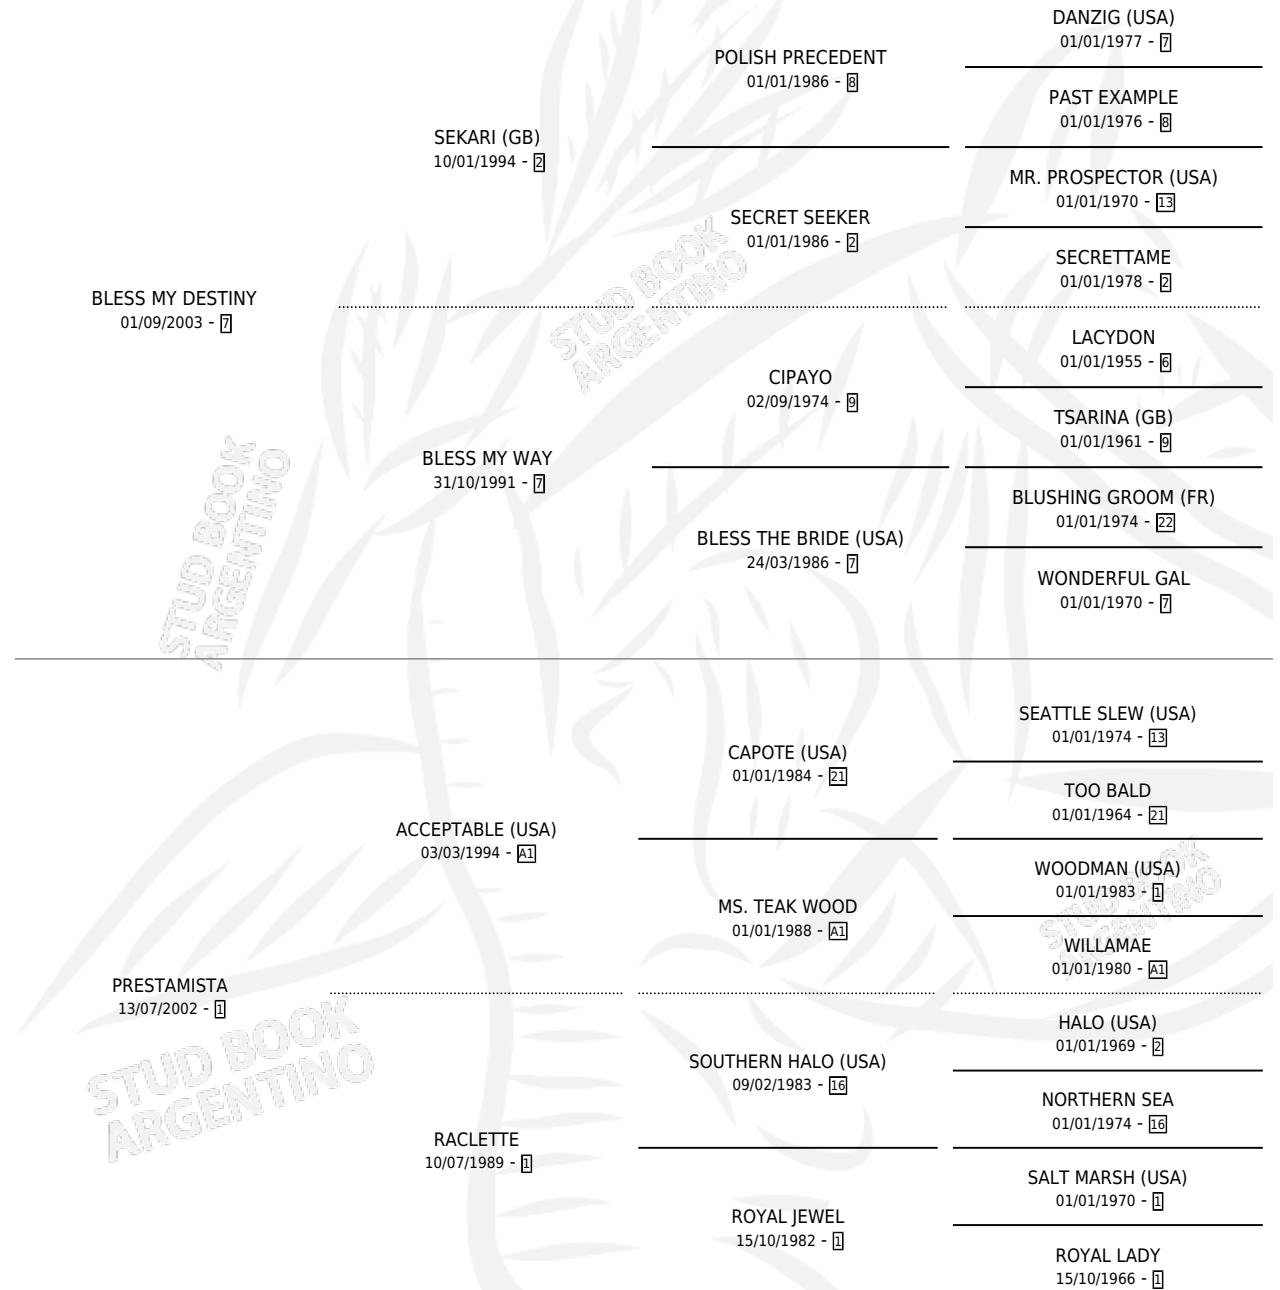 DANZIG (USA)
01/01/1977 - 7
POLISH PRECEDENT
01/01/1986 - 8
PAST EXAMPLE
01/01/1976 - 8
SEKARI (GB)
10/01/1994 - 2
MR. PROSPECTOR (USA)
01/01/1970 - 13
SECRET SEEKER
01/01/1986 - 2
SECRETTAME
01/01/1978 - 2
BLESS MY DESTINY
01/09/2003 - 7
LACYDON
01/01/1955 - 6
CIPAYO
02/09/1974 - 9
TSARINA (GB)
01/01/1961 - 9
BLESS MY WAY
31/10/1991 - 7
BLUSHING GROOM (FR)
01/01/1974 - 22
BLESS THE BRIDE (USA)
24/03/1986 - 7
WONDERFUL GAL
01/01/1970 - 7
SEATTLE SLEW (USA)
01/01/1974 - 13
CAPOTE (USA)
01/01/1984 - 21
TOO BALD
01/01/1964 - 21
ACCEPTABLE (USA)
03/03/1994 - A1
WOODMAN (USA)
01/01/1983 - 1
MS. TEAK WOOD
01/01/1988 - A1
WILLAMAE
01/01/1980 - A1
PRESTAMISTA
13/07/2002 - 1
HALO (USA)
01/01/1969 - 2
SOUTHERN HALO (USA)
09/02/1983 - 16
NORTHERN SEA
01/01/1974 - 16
RACLETTE
10/07/1989 - 1
SALT MARSH (USA)
01/01/1970 - 1
ROYAL JEWEL
15/10/1982 - 1
ROYAL LADY
15/10/1966 - 1
STUD BOOK
ARGENTINO
STUD BOOK
ARGENTINO
STUD BOOK
ARGENTINO
STUD BOOK
ARGENTINO